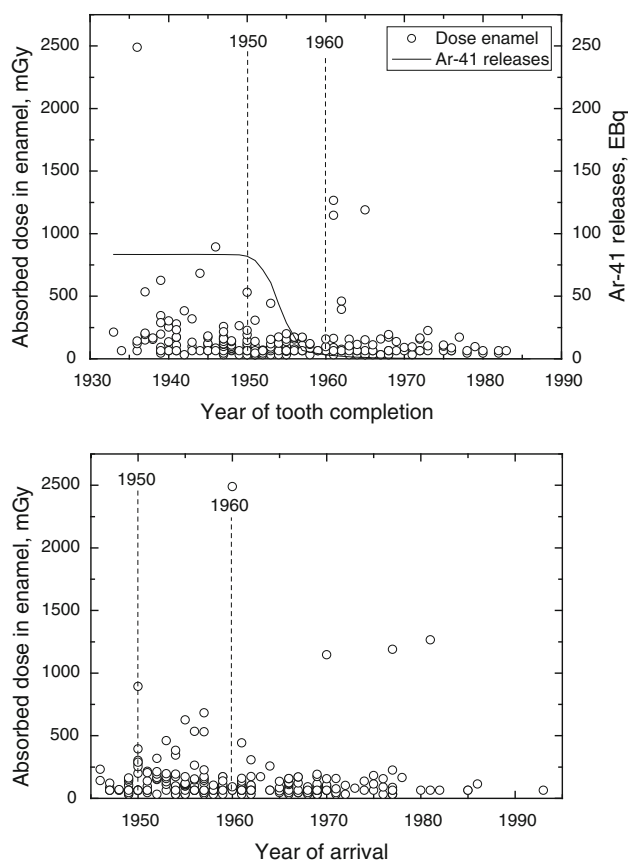 1950
1960
Dose enamel
Ar-41 releases
2500
2000
1500
1000
500
0
250
200
150
100
50
0
Absorbed dose in enamel, mGy
Ar-41 releases, EBq
1930 1940 1950 1960 1970 1980 1990
Year of tooth completion
1950
1960
2500
2000
1500
1000
500
0
Absorbed dose in enamel, mGy
1950 1960 1970 1980 1990
Year of arrival